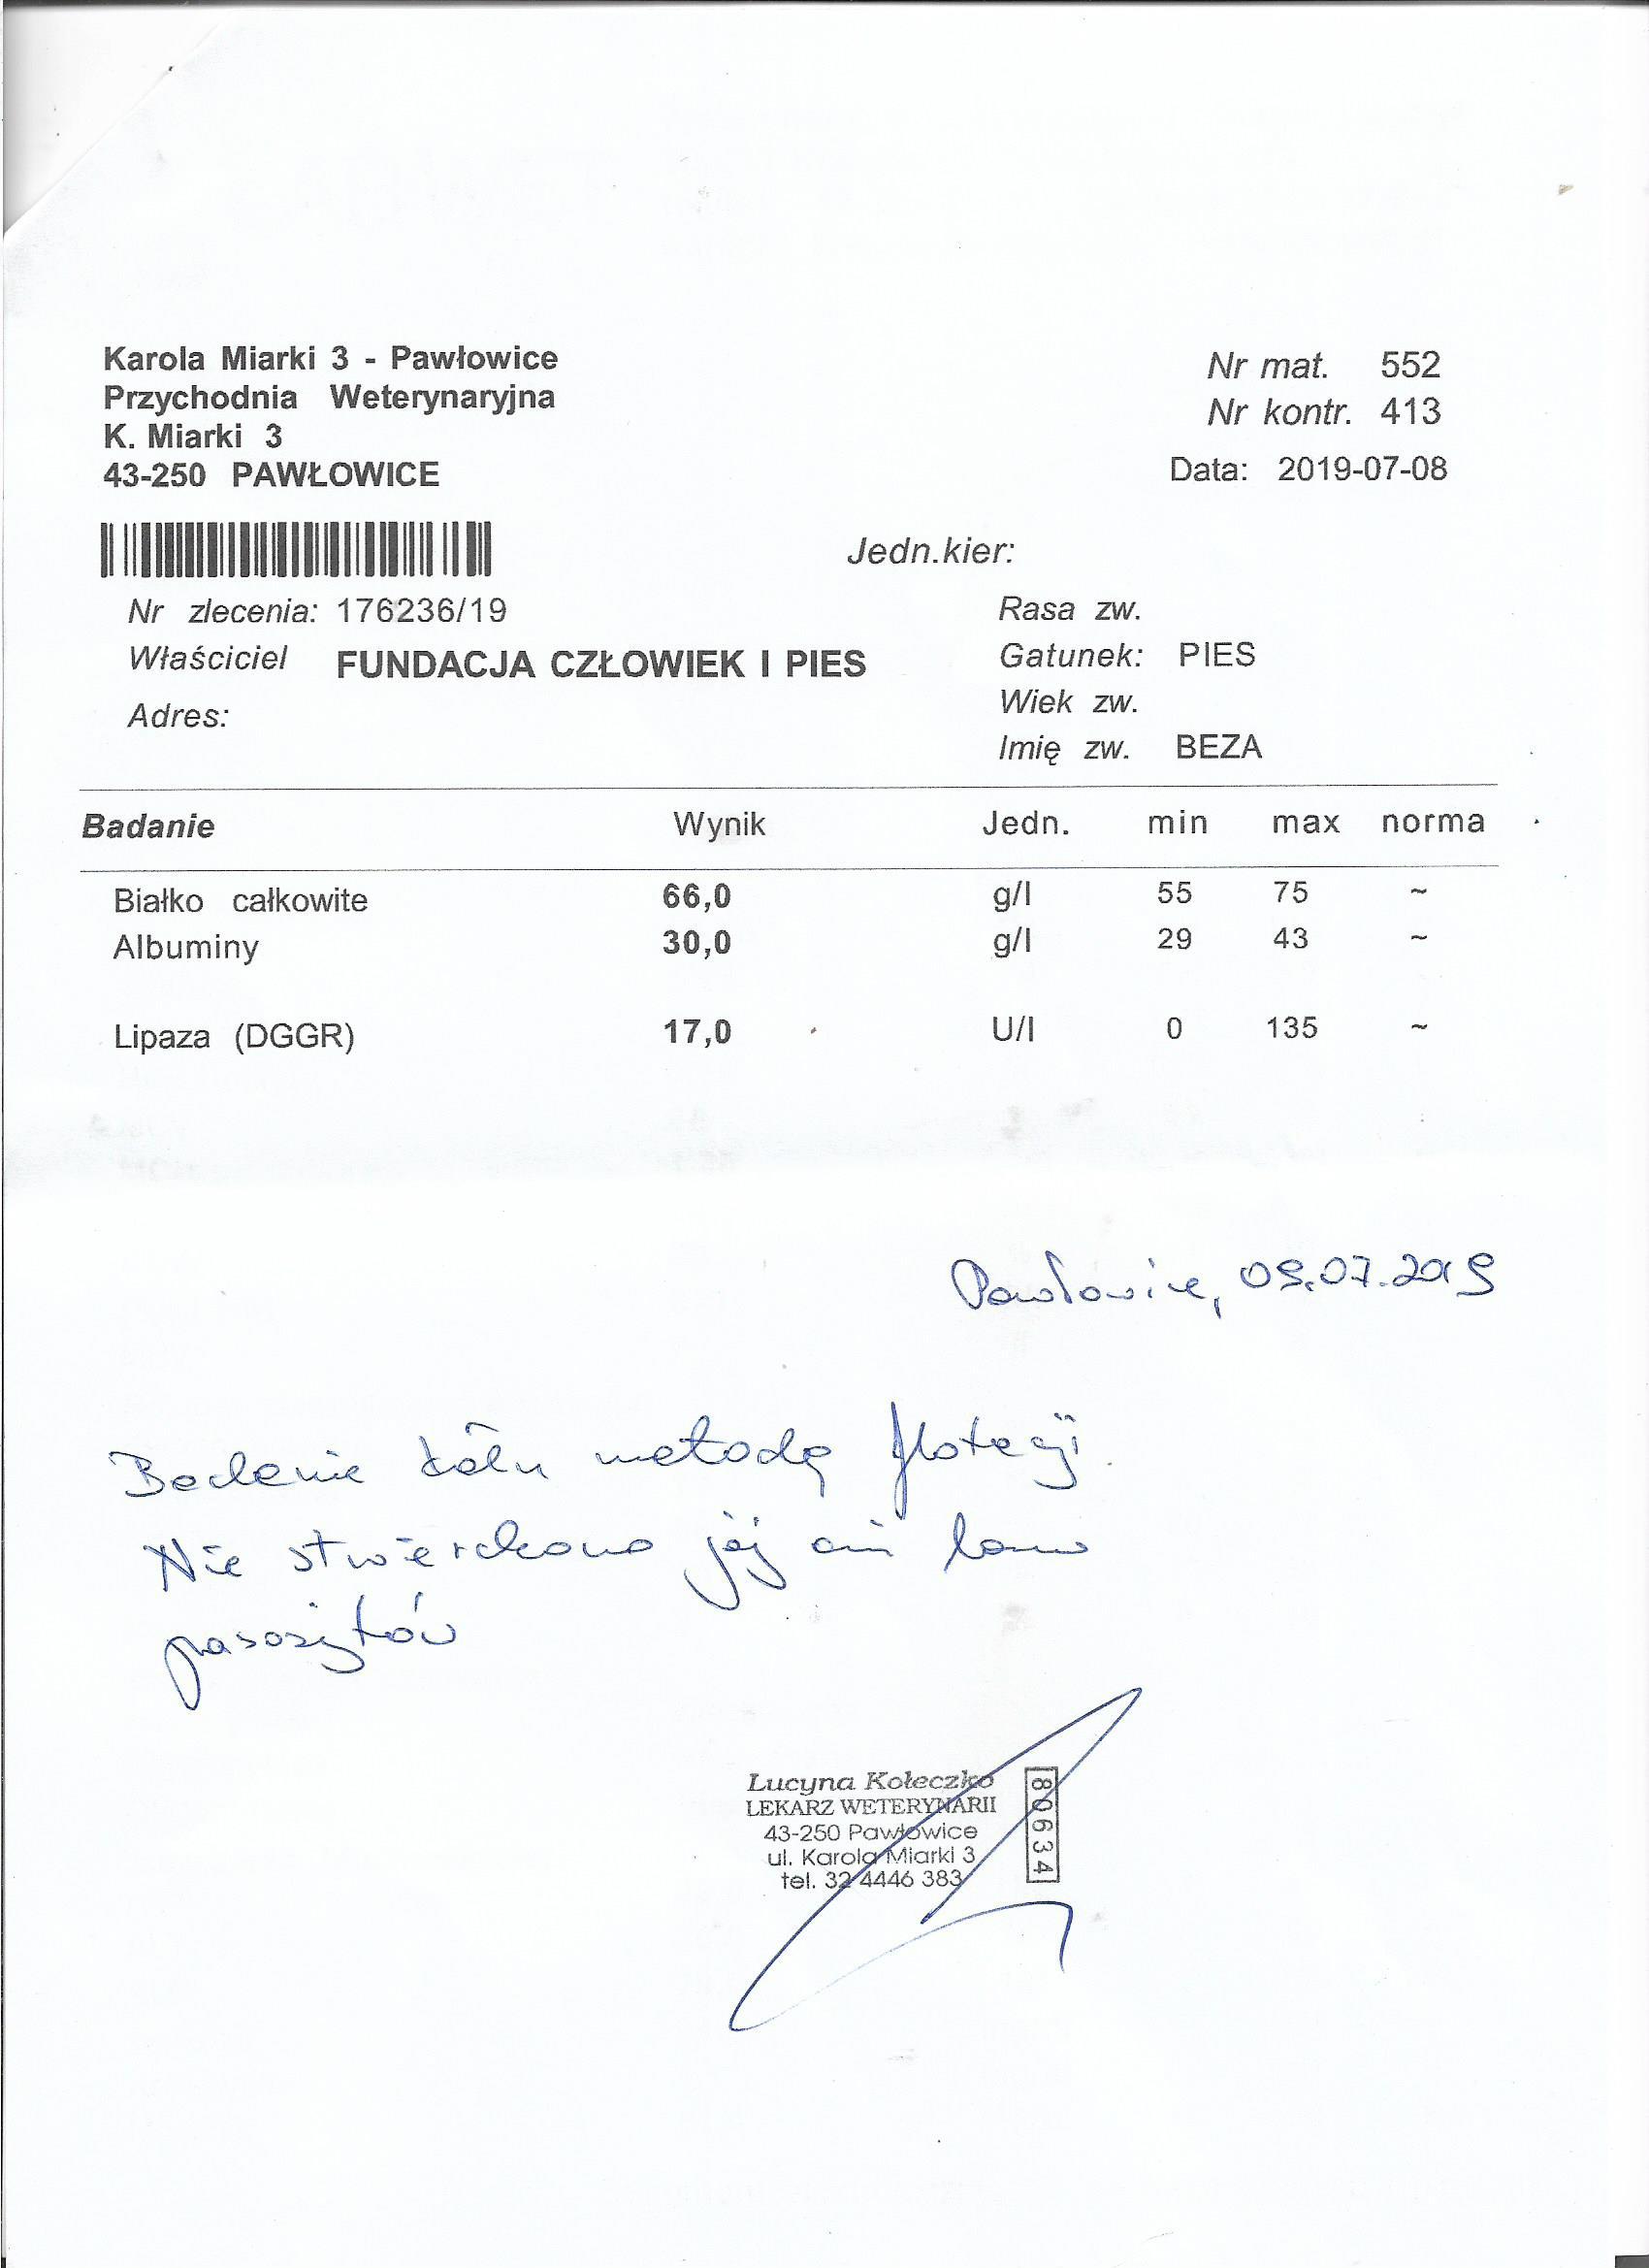 Karola Miarki 3 - Pawłowice
Przychodnia Weterynaryjna
K. Miarki 3
43-250 PAWŁOWICE
Nr mat. 552
Nr kontr. 413
Data: 2019-07-08
Jedn.kier:
Nr zlecenia: 176236/19
Właściciel FUNDACJA CZŁOWIEK I PIES
Adres:
Rasa zw.
Gatunek: PIES
Wiek zw.
Imię zw. BEZA
Badanie Wynik Jedn. min max norma
Białko całkowite 66,0 g/l 55 75 ~
Albuminy 30,0 g/l 29 43 ~
Lipaza (DGGR) 17,0 U/l 0 135 ~
Pawłowice, 09.07.2019
Badanie kału metodą flotacji
Nie stwierdzono jaj ani larw
pasożytów
Lucyna Kołeczko
LEKARZ WETERYNARII
43-250 Pawłowice
ul. Karola Miarki 3
tel. 32 4446 383
80634